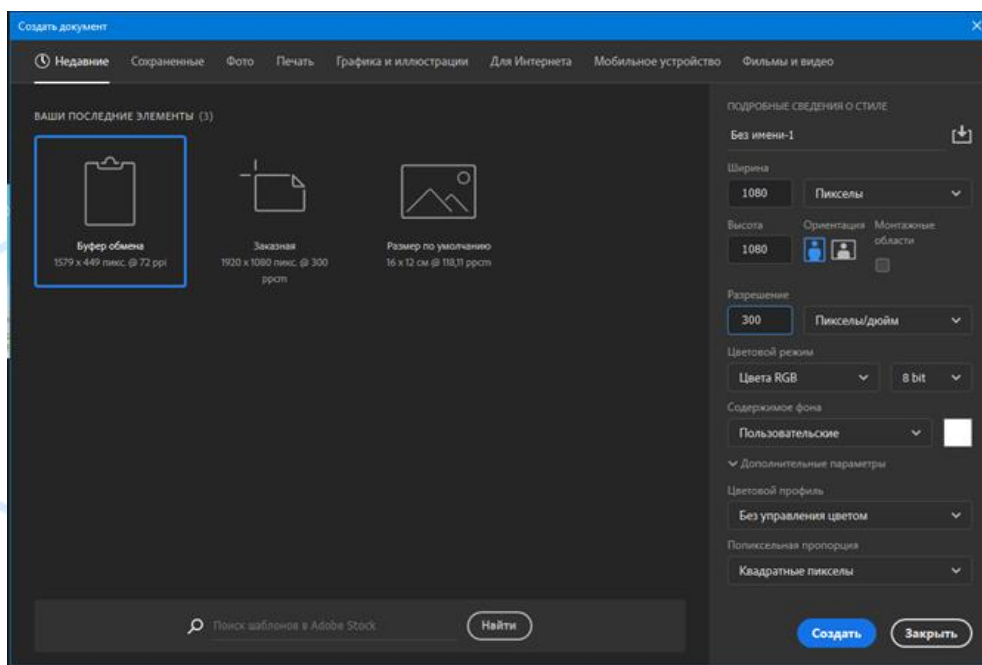 Создать документ
Недавние
Сохраненные
Фото
Печать
Графика и иллюстрации
Для Интернета
Мобильное устройство
Фильмы и видео
ВАШИ ПОСЛЕДНИЕ ЭЛЕМЕНТЫ (3)
Буфер обмена
1579 x 449 пикс. @ 72 ppi
Заказная
1920 x 1080 пикс. @ 300
ppcm
Размер по умолчанию
16 x 12 см @ 118,11 ppcm
Поиск шаблонов в Adobe Stock
Найти
ПОДРОБНЫЕ СВЕДЕНИЯ О СТИЛЕ
Без имени-1
Ширина
1080
Пикселы
Высота
Ориентация
Монтажные
области
1080
Разрешение
300
Пикселы/дюйм
Цветовой режим
Цвета RGB
8 bit
Содержимое фона
Пользовательские
Дополнительные параметры
Цветовой профиль
Без управления цветом
Попиксельная пропорция
Квадратные пикселы
Создать
Закрыть